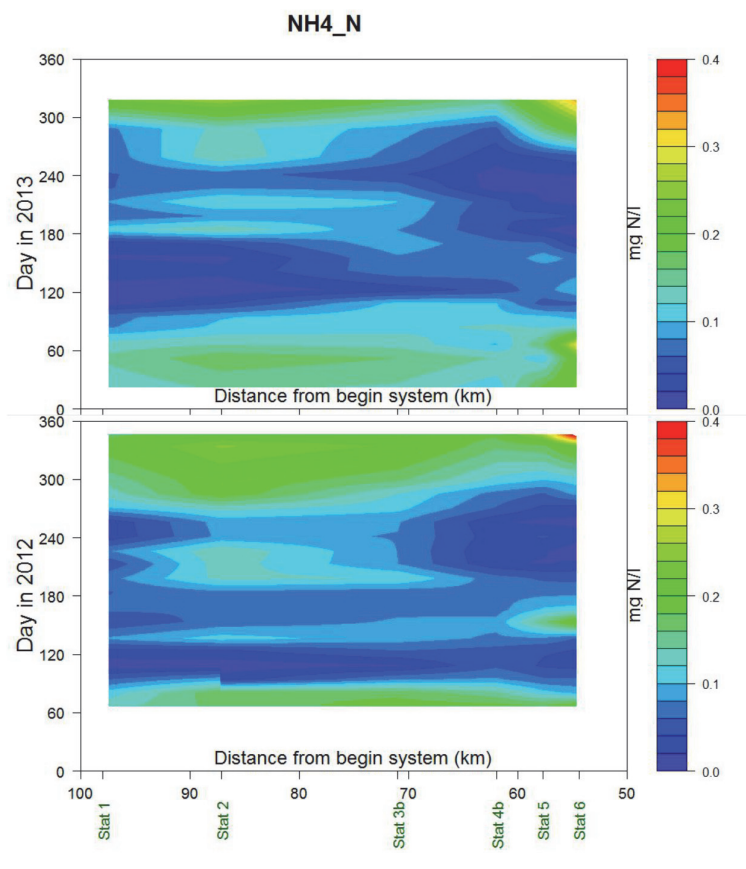 NH4_N
360
300
240
180
120
60
0
Day in 2013
Distance from begin system (km)
0.4
0.3
0.2
0.1
0.0
mg N/l
360
300
240
180
120
60
0
Day in 2012
Distance from begin system (km)
0.4
0.3
0.2
0.1
0.0
mg N/l
100 90 80 70 60 50
Stat 1 Stat 2 Stat 3b Stat 4b Stat 5 Stat 6